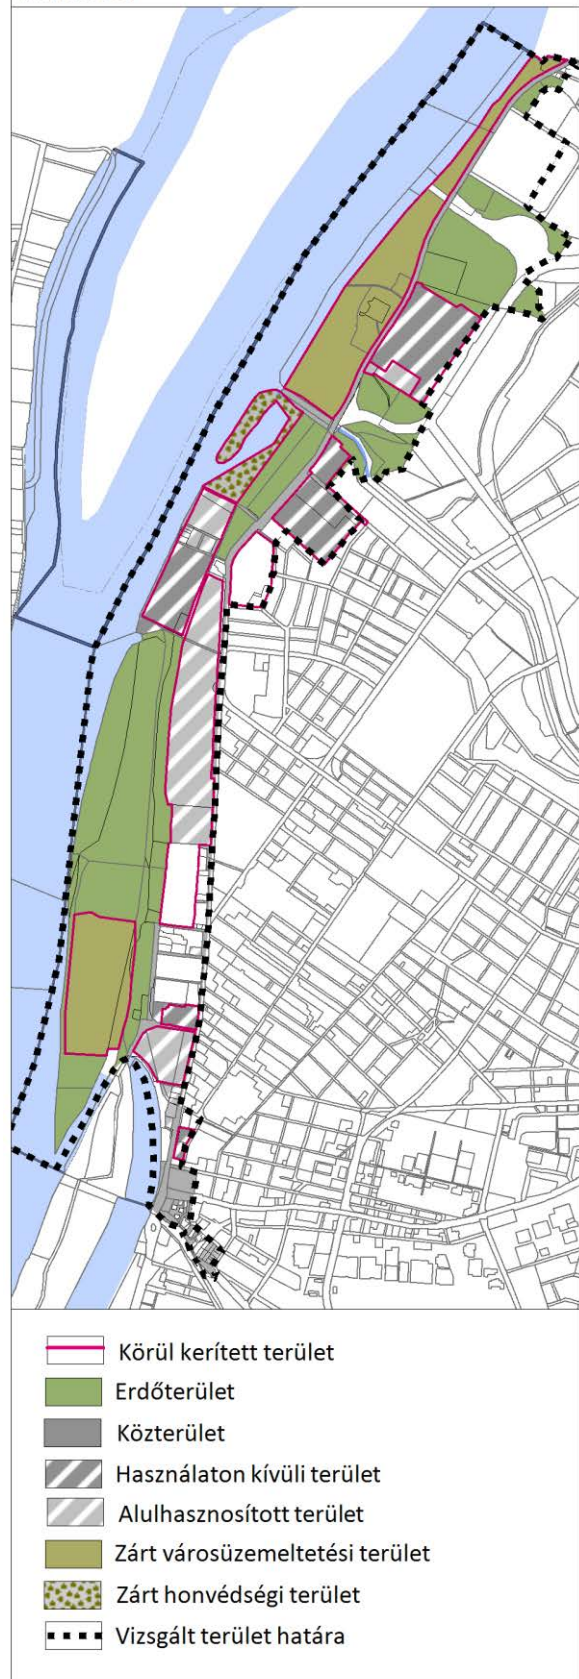 Körül kerített terület
Erdőterület
Közterület
Használaton kívüli terület
Alulhasznosított terület
Zárt városüzemeltetési terület
Zárt honvédségi terület
Vizsgált terület határa